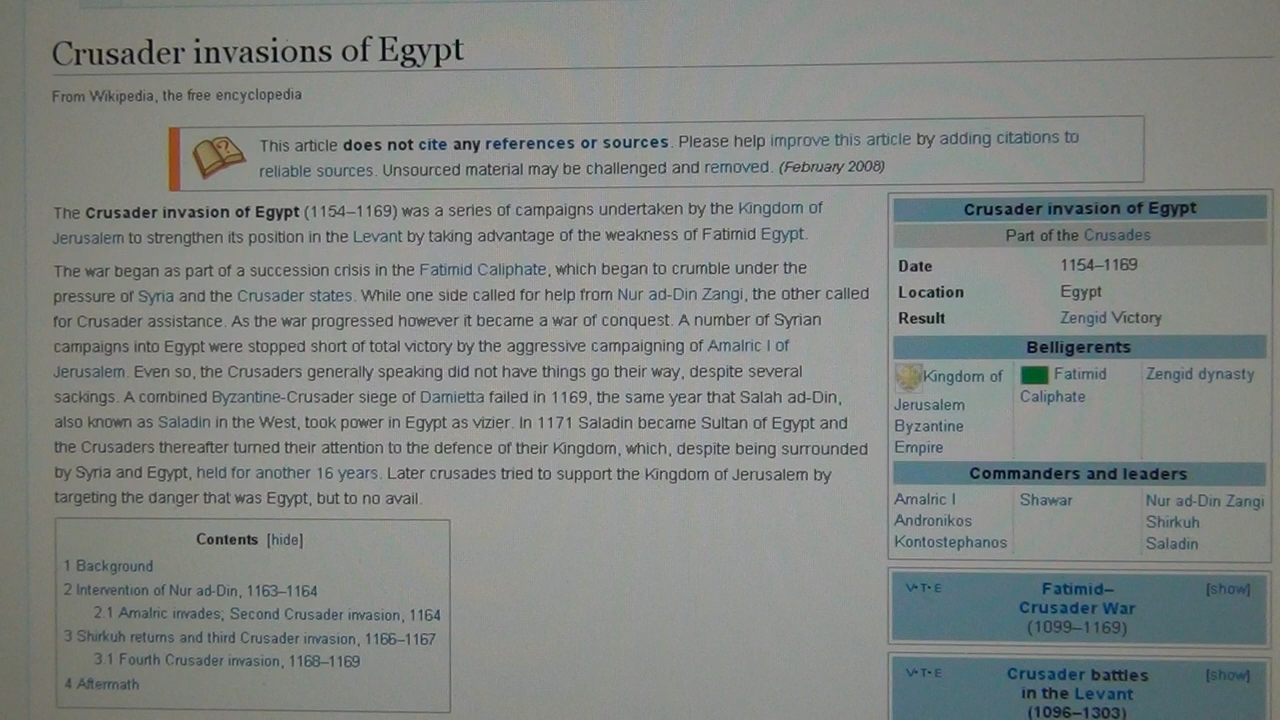 Crusader invasions of Egypt
From Wikipedia, the free encyclopedia
This article does not cite any references or sources. Please help improve this article by adding citations to
reliable sources. Unsourced material may be challenged and removed. (February 2008)
The Crusader invasion of Egypt (1154–1169) was a series of campaigns undertaken by the Kingdom of
Jerusalem to strengthen its position in the Levant by taking advantage of the weakness of Fatimid Egypt.
The war began as part of a succession crisis in the Fatimid Caliphate, which began to crumble under the
pressure of Syria and the Crusader states. While one side called for help from Nur ad-Din Zangi, the other called
for Crusader assistance. As the war progressed however it became a war of conquest. A number of Syrian
campaigns into Egypt were stopped short of total victory by the aggressive campaigning of Amalric I of
Jerusalem. Even so, the Crusaders generally speaking did not have things go their way, despite several
sackings. A combined Byzantine-Crusader siege of Damietta failed in 1169, the same year that Salah ad-Din,
also known as Saladin in the West, took power in Egypt as vizier. In 1171 Saladin became Sultan of Egypt and
the Crusaders thereafter turned their attention to the defence of their Kingdom, which, despite being surrounded
by Syria and Egypt, held for another 16 years. Later crusades tried to support the Kingdom of Jerusalem by
targeting the danger that was Egypt, but to no avail.
Contents [hide]
1 Background
2 Intervention of Nur ad-Din, 1163–1164
2.1 Amalric invades; Second Crusader invasion, 1164
3 Shirkuh returns and third Crusader invasion, 1166–1167
3.1 Fourth Crusader invasion, 1168–1169
4 Aftermath
Crusader invasion of Egypt
Part of the Crusades
Date 1154–1169
Location Egypt
Result Zengid Victory
Belligerents
Kingdom of
Jerusalem
Byzantine
Empire
Fatimid
Caliphate
Zengid dynasty
Commanders and leaders
Amalric I
Andronikos
Kontostephanos
Shawar
Nur ad-Din Zangi
Shirkuh
Saladin
V·T·E Fatimid– [show]
Crusader War
(1099–1169)
V·T·E Crusader battles [show]
in the Levant
(1096–1303)